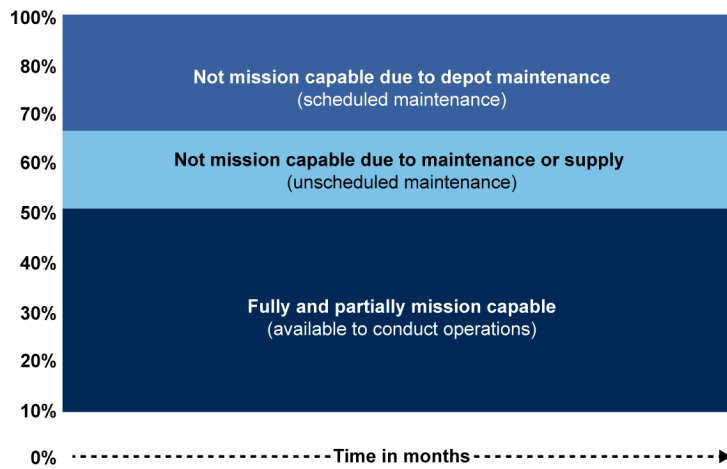 100%
90%
80%
Not mission capable due to depot maintenance
(scheduled maintenance)
70%
60%
Not mission capable due to maintenance or supply
(unscheduled maintenance)
50%
40%
30%
Fully and partially mission capable
(available to conduct operations)
20%
10%
0%
Time in months